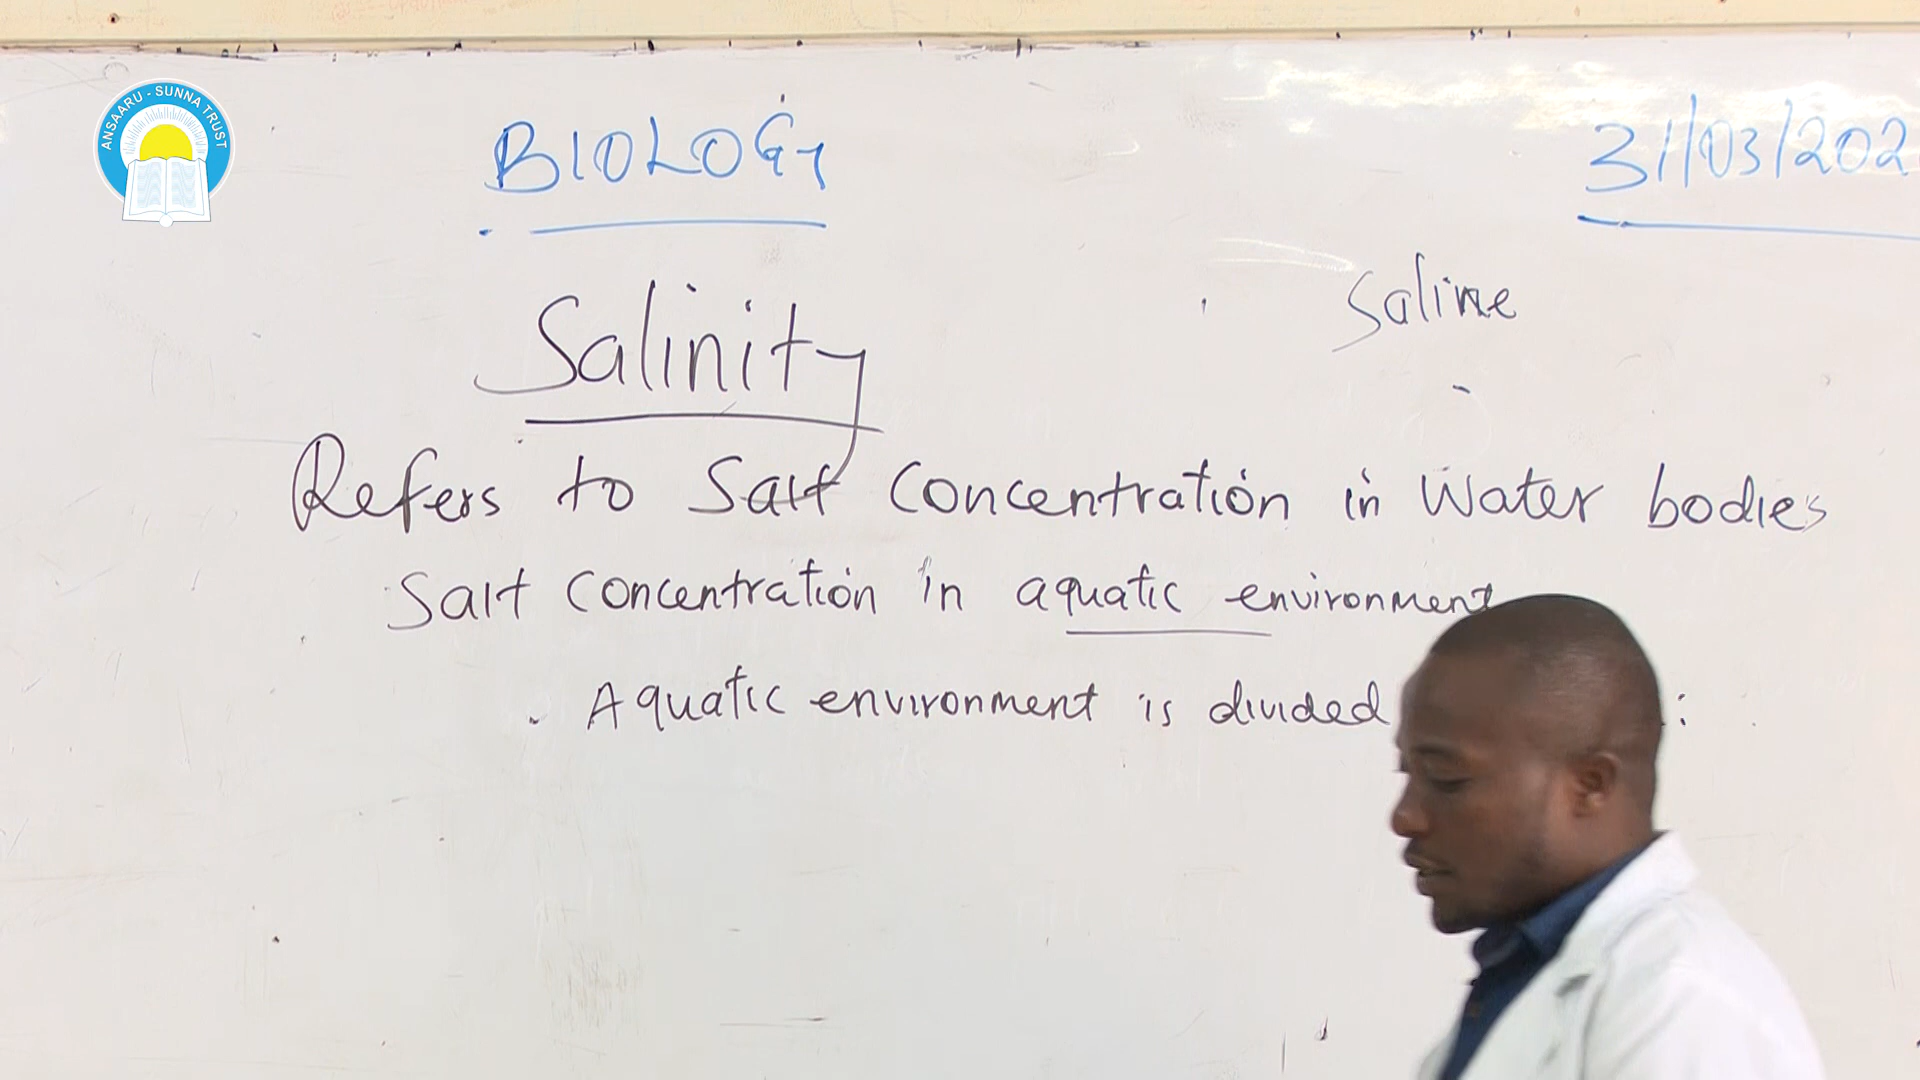 ANSAARU - SUNNA TRUST
BIOLOGY
31/03/202
Salinity
Saline
Refers to Salt Concentration in Water bodies
Salt Concentration in aquatic environment
. Aquatic environment is divided :